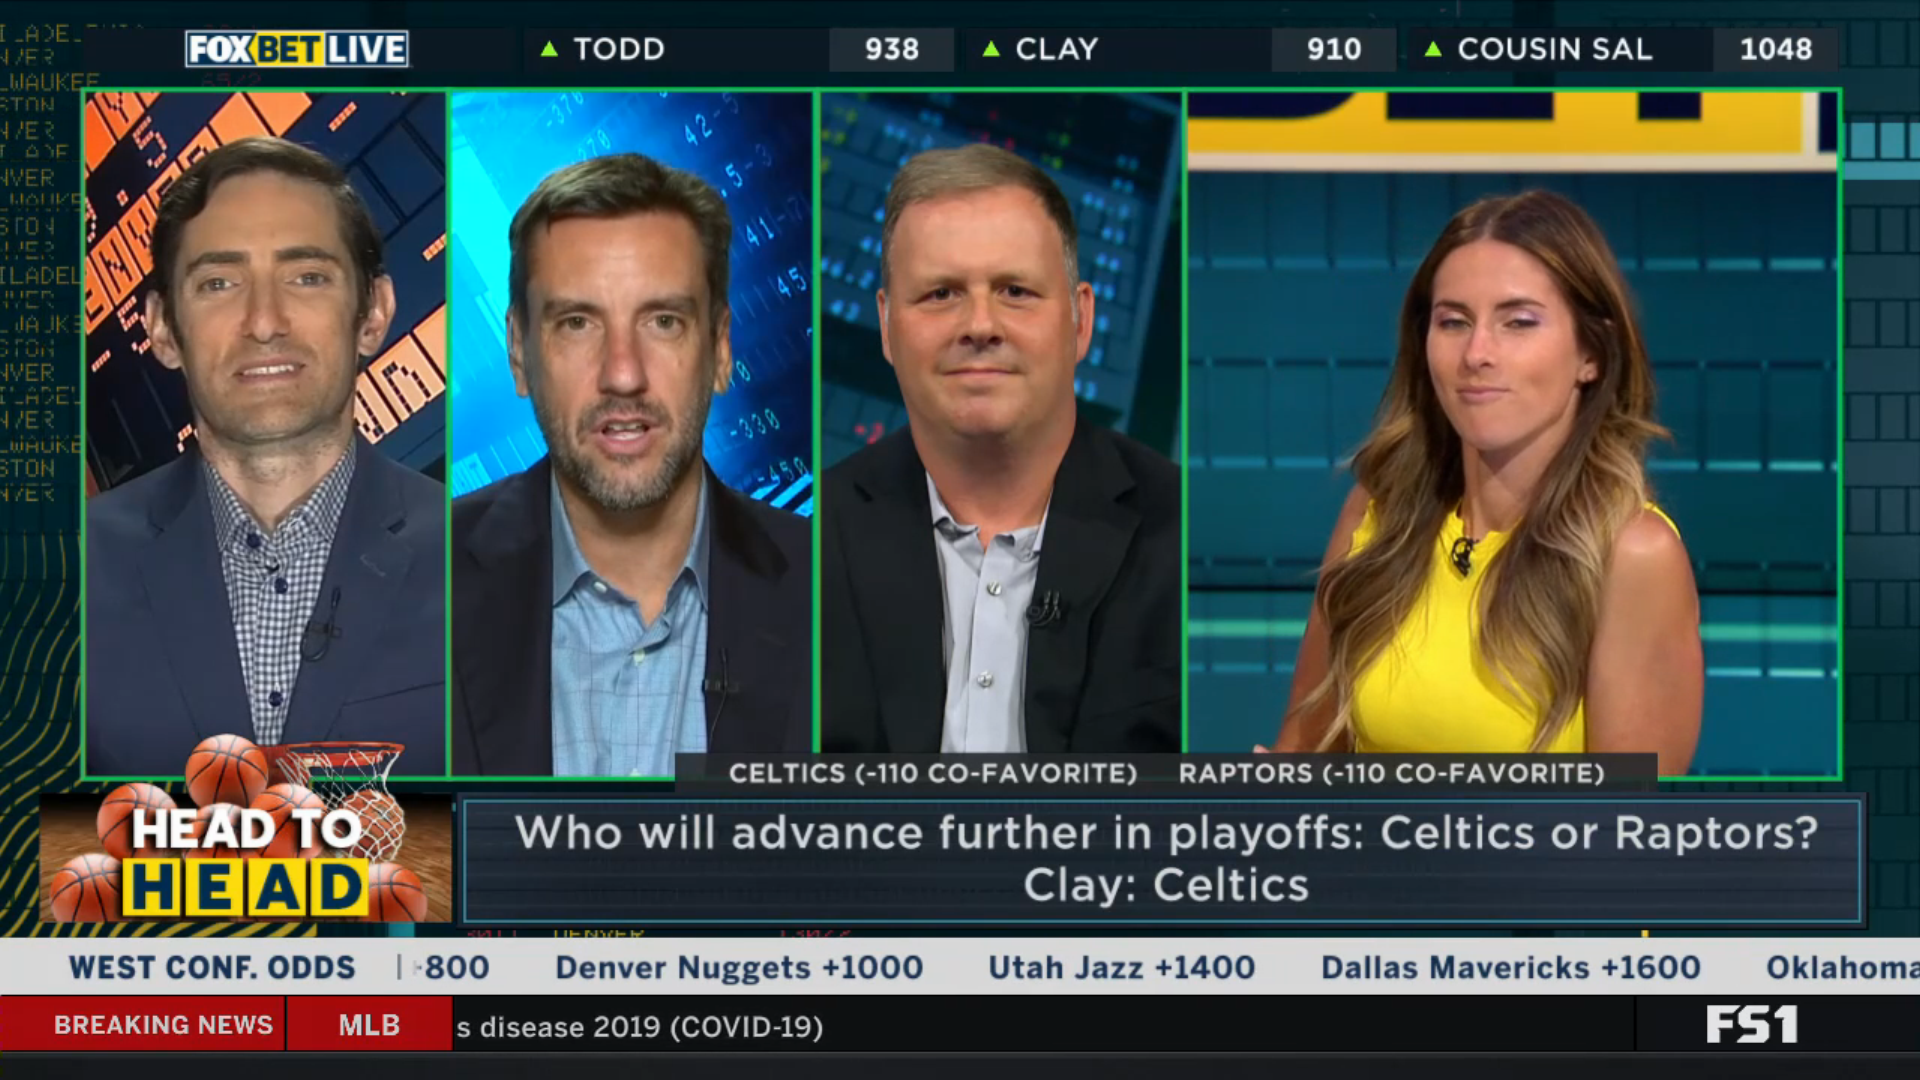 FOX BET LIVE
TODD 938 CLAY 910 COUSIN SAL 1048
CELTICS (-110 CO-FAVORITE) RAPTORS (-110 CO-FAVORITE)
HEAD TO
HEAD
Who will advance further in playoffs: Celtics or Raptors?
Clay: Celtics
WEST CONF. ODDS +800 Denver Nuggets +1000 Utah Jazz +1400 Dallas Mavericks +1600 Oklahoma
BREAKING NEWS MLB s disease 2019 (COVID-19) FS1